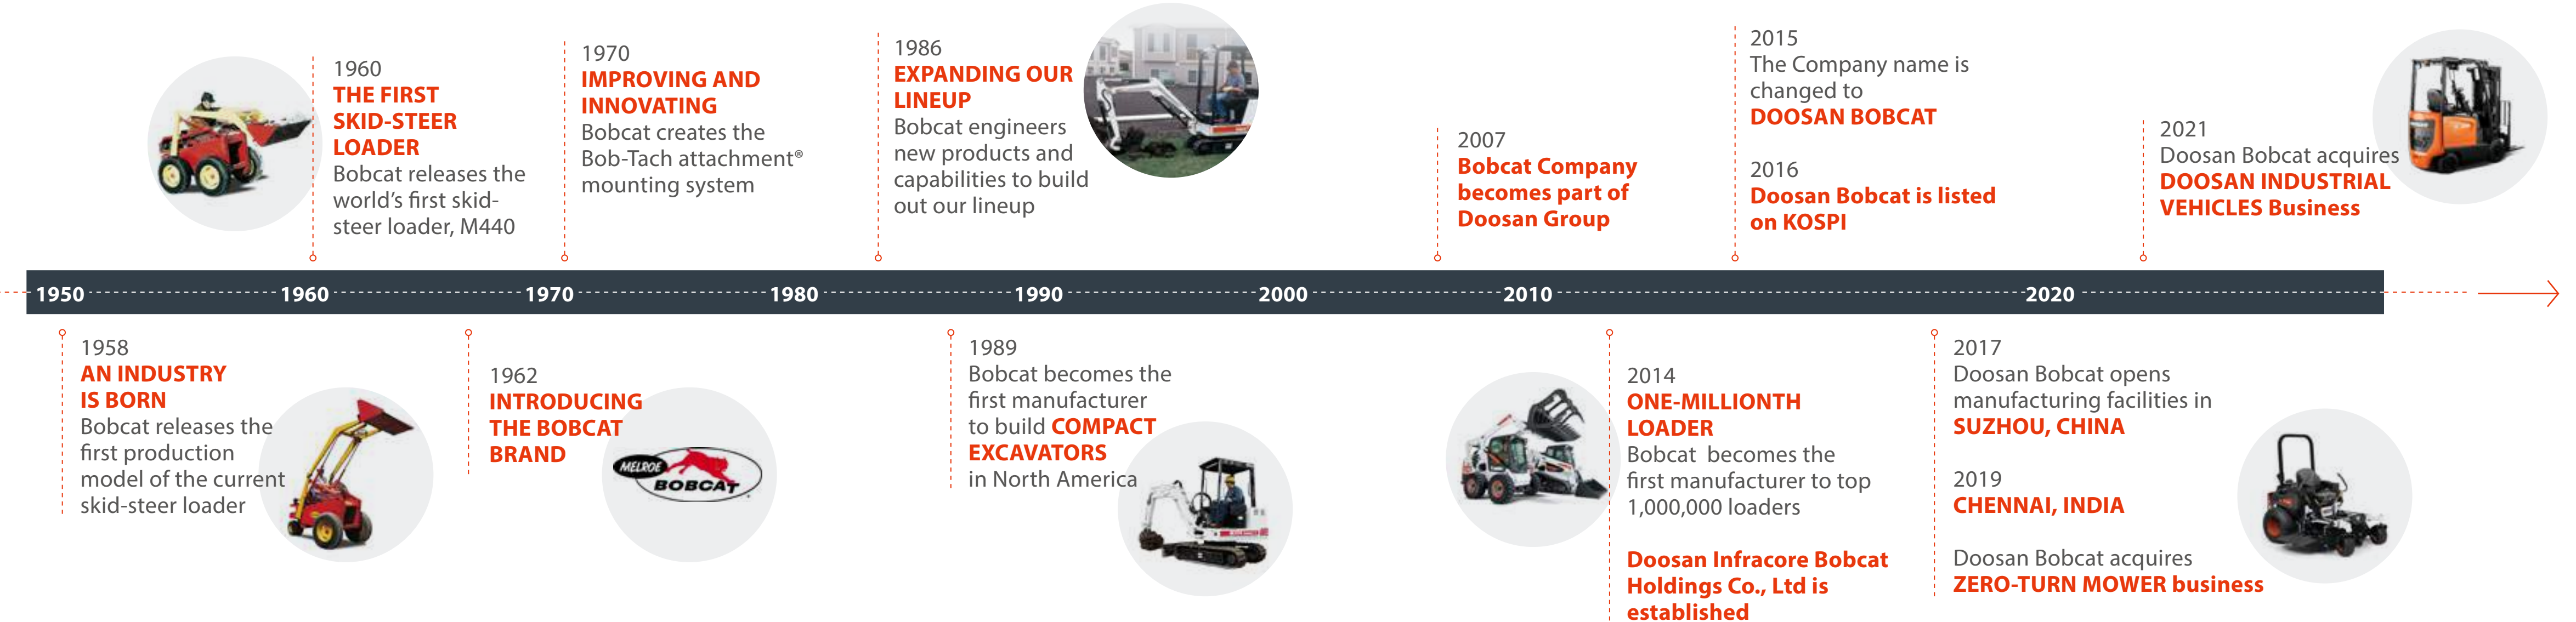 1960
THE FIRST
SKID-STEER
LOADER
Bobcat releases the
world's first skid-
steer loader, M440
1970
IMPROVING AND
INNOVATING
Bobcat creates the
Bob-Tach attachment®
mounting system
1986
EXPANDING OUR
LINEUP
Bobcat engineers
new products and
capabilities to build
out our lineup
2007
Bobcat Company
becomes part of
Doosan Group
2015
The Company name is
changed to
DOOSAN BOBCAT
2016
Doosan Bobcat is listed
on KOSPI
2021
Doosan Bobcat acquires
DOOSAN INDUSTRIAL
VEHICLES Business
1950 1960 1970 1980 1990 2000 2010 2020
1958
AN INDUSTRY
IS BORN
Bobcat releases the
first production
model of the current
skid-steer loader
1962
INTRODUCING
THE BOBCAT
BRAND
MELROE
BOBCAT
1989
Bobcat becomes the
first manufacturer
to build COMPACT
EXCAVATORS
in North America
2014
ONE-MILLIONTH
LOADER
Bobcat becomes the
first manufacturer to top
1,000,000 loaders
Doosan Infracore Bobcat
Holdings Co., Ltd is
established
2017
Doosan Bobcat opens
manufacturing facilities in
SUZHOU, CHINA
2019
CHENNAI, INDIA
Doosan Bobcat acquires
ZERO-TURN MOWER business